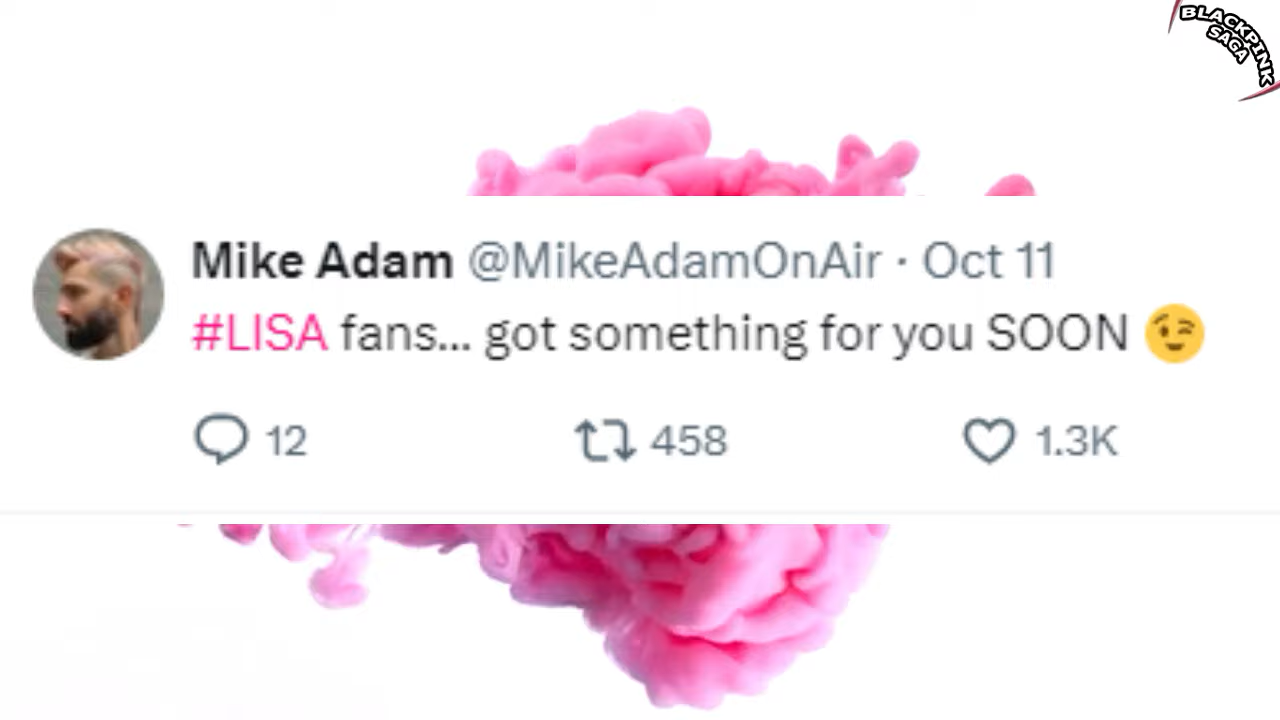 BLACKPINK
SAGA
Mike Adam @MikeAdamOnAir · Oct 11
#LISA fans... got something for you SOON 😉
12 458 1.3K